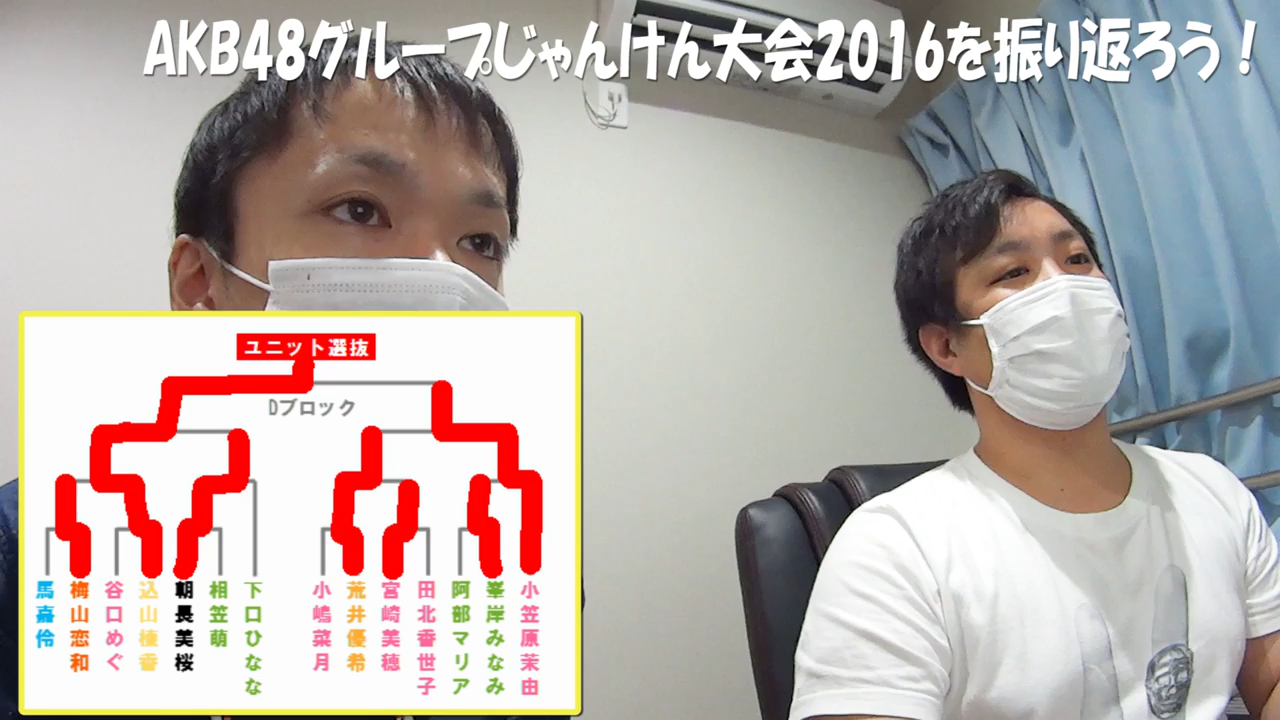 AKB48グループじゃんけん大会2016を振り返ろう！
ユニット選抜
Dブロック
馬嘉伶
梅山恋和
谷口めぐ
込山榛香
朝長美桜
相笠萌
下口ひなな
小嶋菜月
荒井優希
宮崎美穂
田北香世子
阿部マリア
峯岸みなみ
小笠原茉由